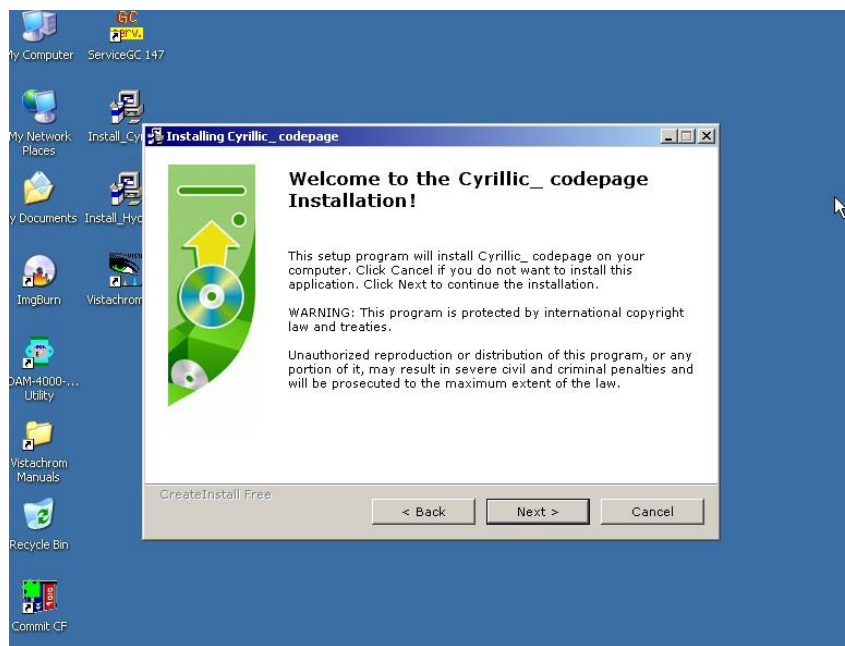 My Computer
ServiceGC 147
GC
serv.
My Network
Places
Install_Cy
My Documents
Install_Hyd
ImgBurn
Vistachrom
DAM-4000-...
Utility
Vistachrom
Manuals
Recycle Bin
Commit CF
Installing Cyrillic_ codepage
Welcome to the Cyrillic_ codepage
Installation!
This setup program will install Cyrillic_ codepage on your
computer. Click Cancel if you do not want to install this
application. Click Next to continue the installation.
WARNING: This program is protected by international copyright
law and treaties.
Unauthorized reproduction or distribution of this program, or any
portion of it, may result in severe civil and criminal penalties and
will be prosecuted to the maximum extent of the law.
CreateInstall Free
< Back
Next >
Cancel